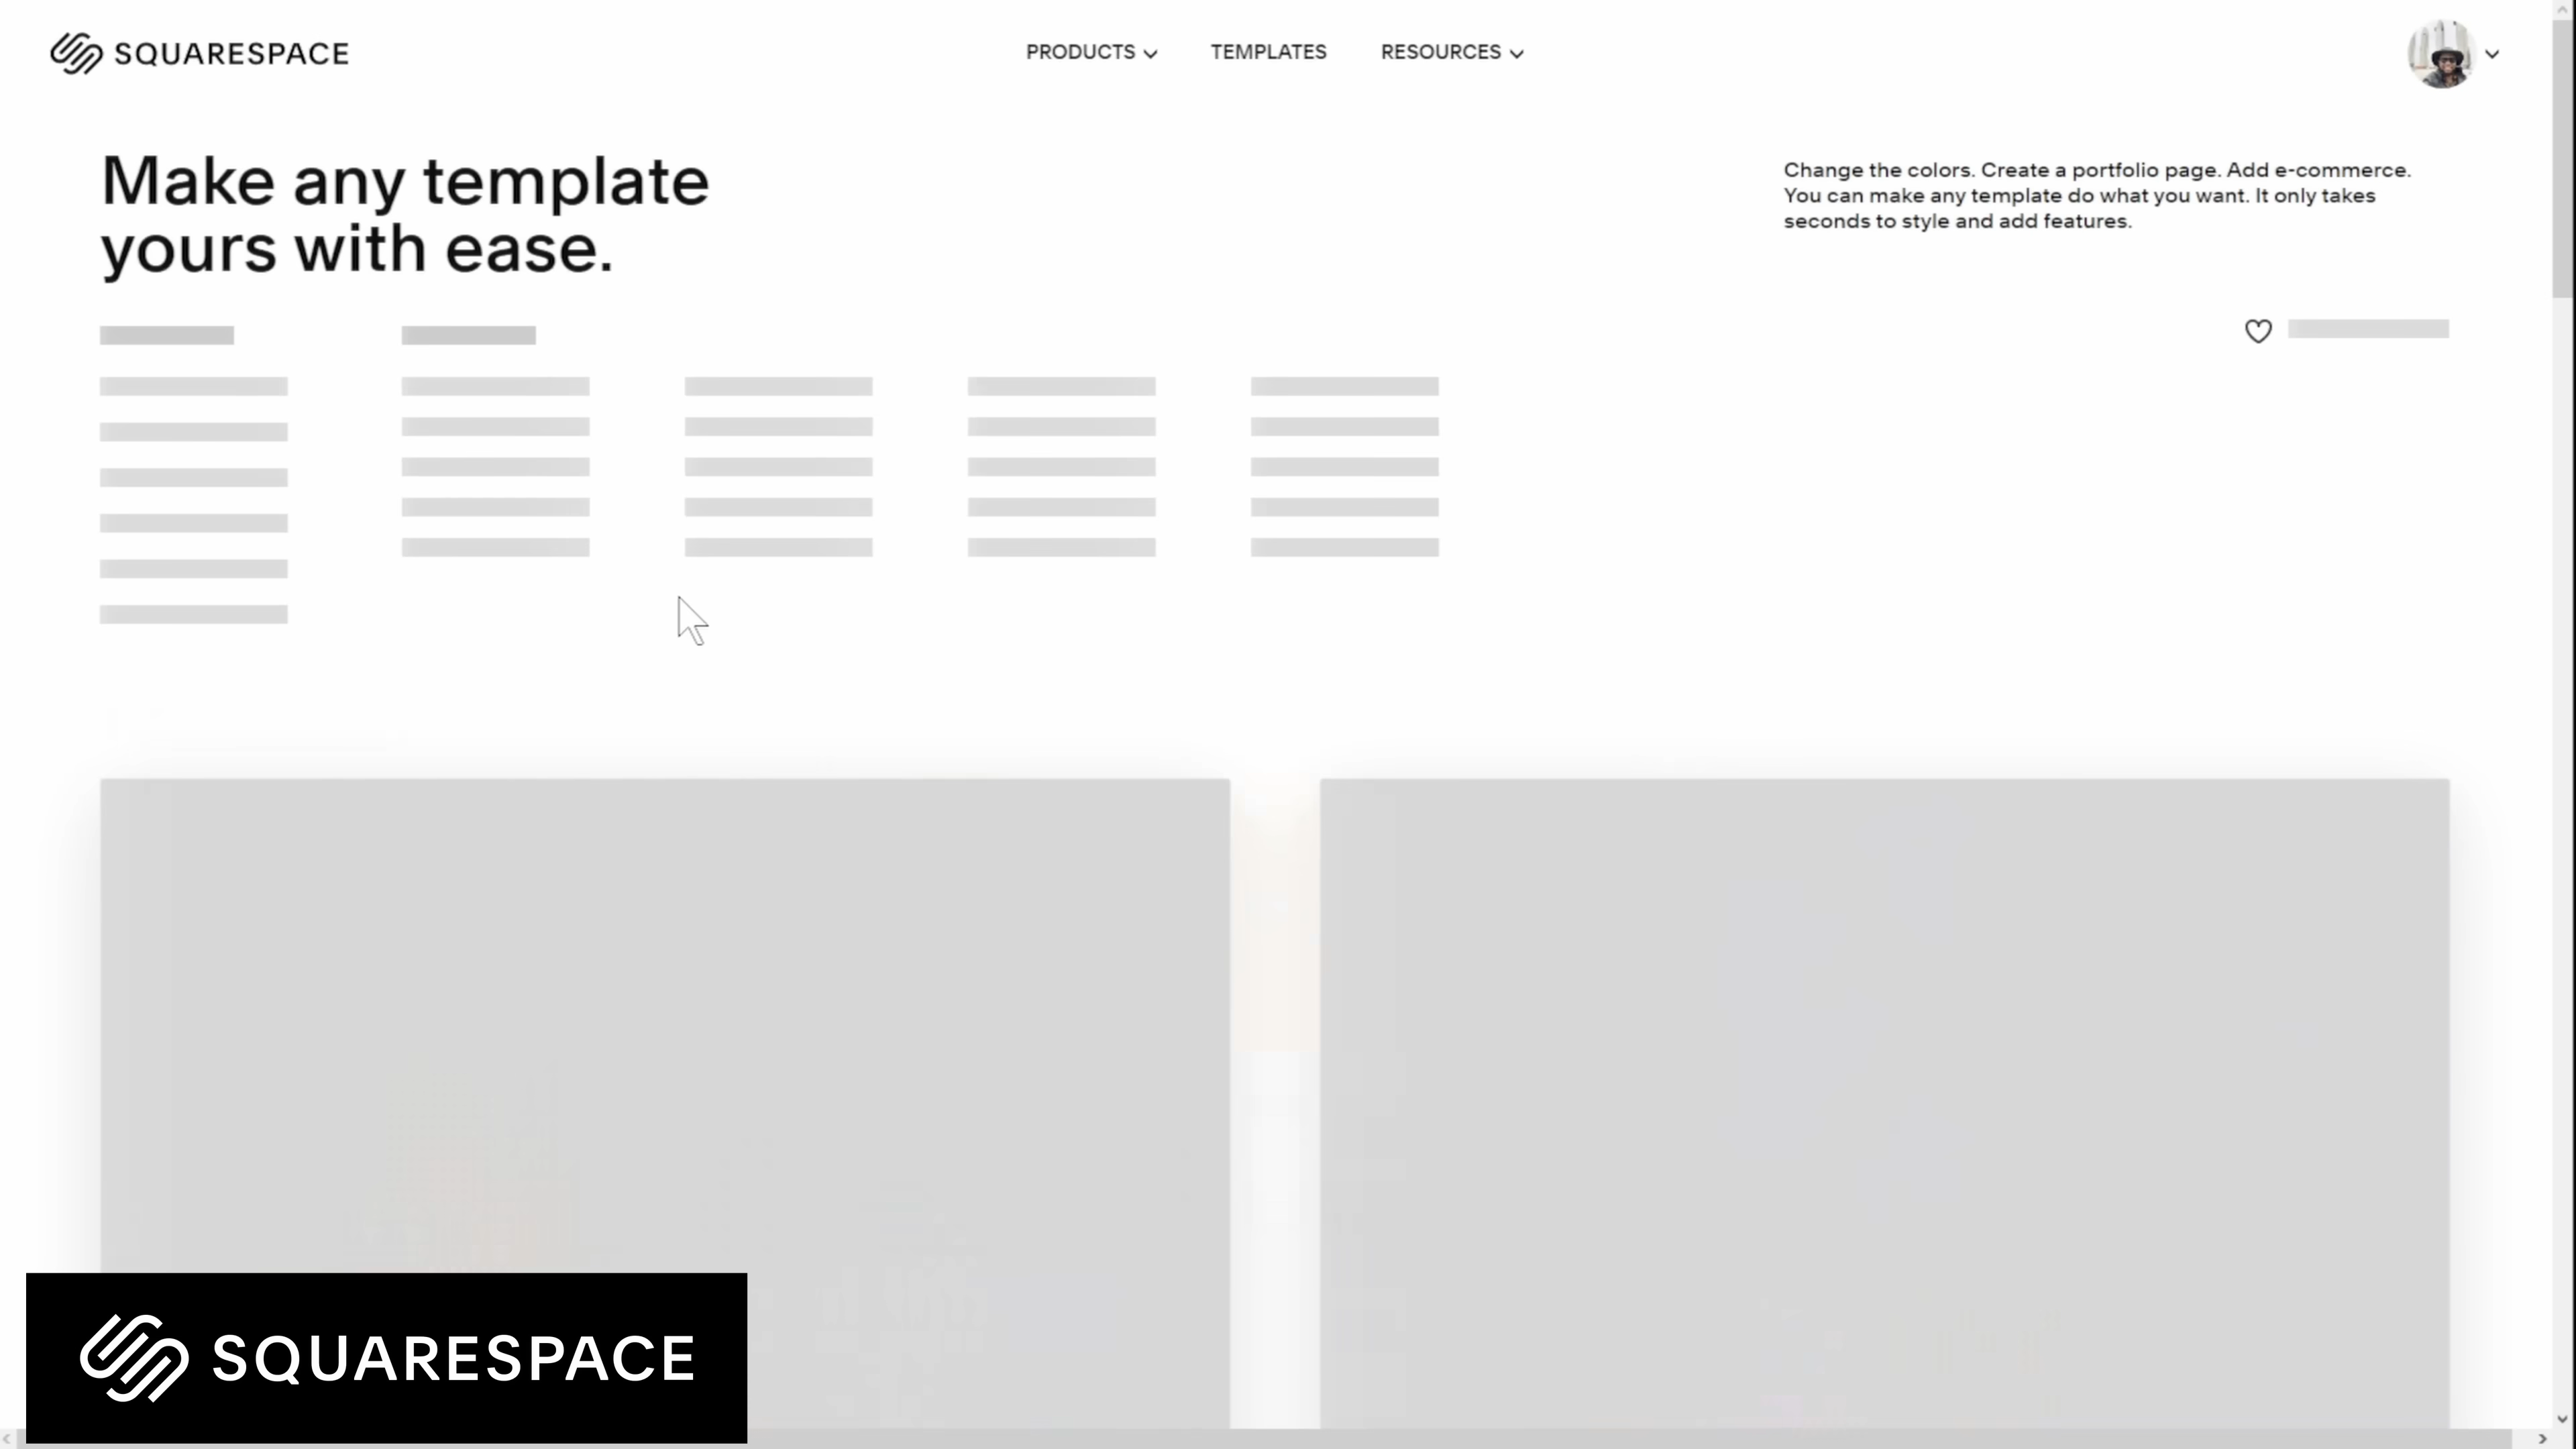 SQUARESPACE
PRODUCTS
TEMPLATES
RESOURCES
Make any template
yours with ease.
Change the colors. Create a portfolio page. Add e-commerce.
You can make any template do what you want. It only takes
seconds to style and add features.
SQUARESPACE